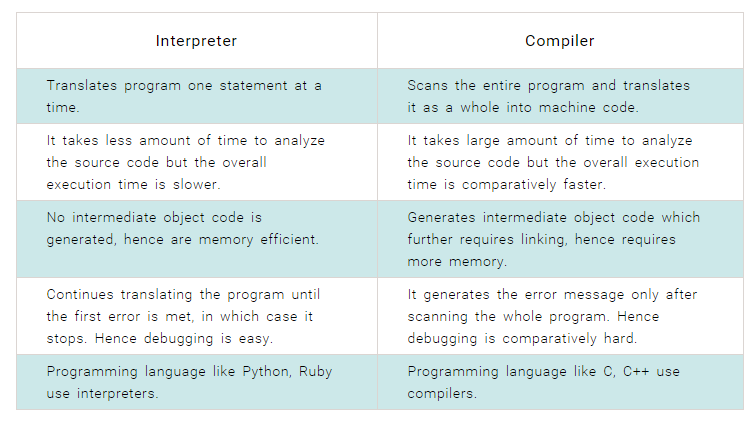 Interpreter
Compiler
Translates program one statement at a
time.
Scans the entire program and translates
it as a whole into machine code.
It takes less amount of time to analyze
the source code but the overall
execution time is slower.
It takes large amount of time to analyze
the source code but the overall execution
time is comparatively faster.
No intermediate object code is
generated, hence are memory efficient.
Generates intermediate object code which
further requires linking, hence requires
more memory.
Continues translating the program until
the first error is met, in which case it
stops. Hence debugging is easy.
It generates the error message only after
scanning the whole program. Hence
debugging is comparatively hard.
Programming language like Python, Ruby
use interpreters.
Programming language like C, C++ use
compilers.